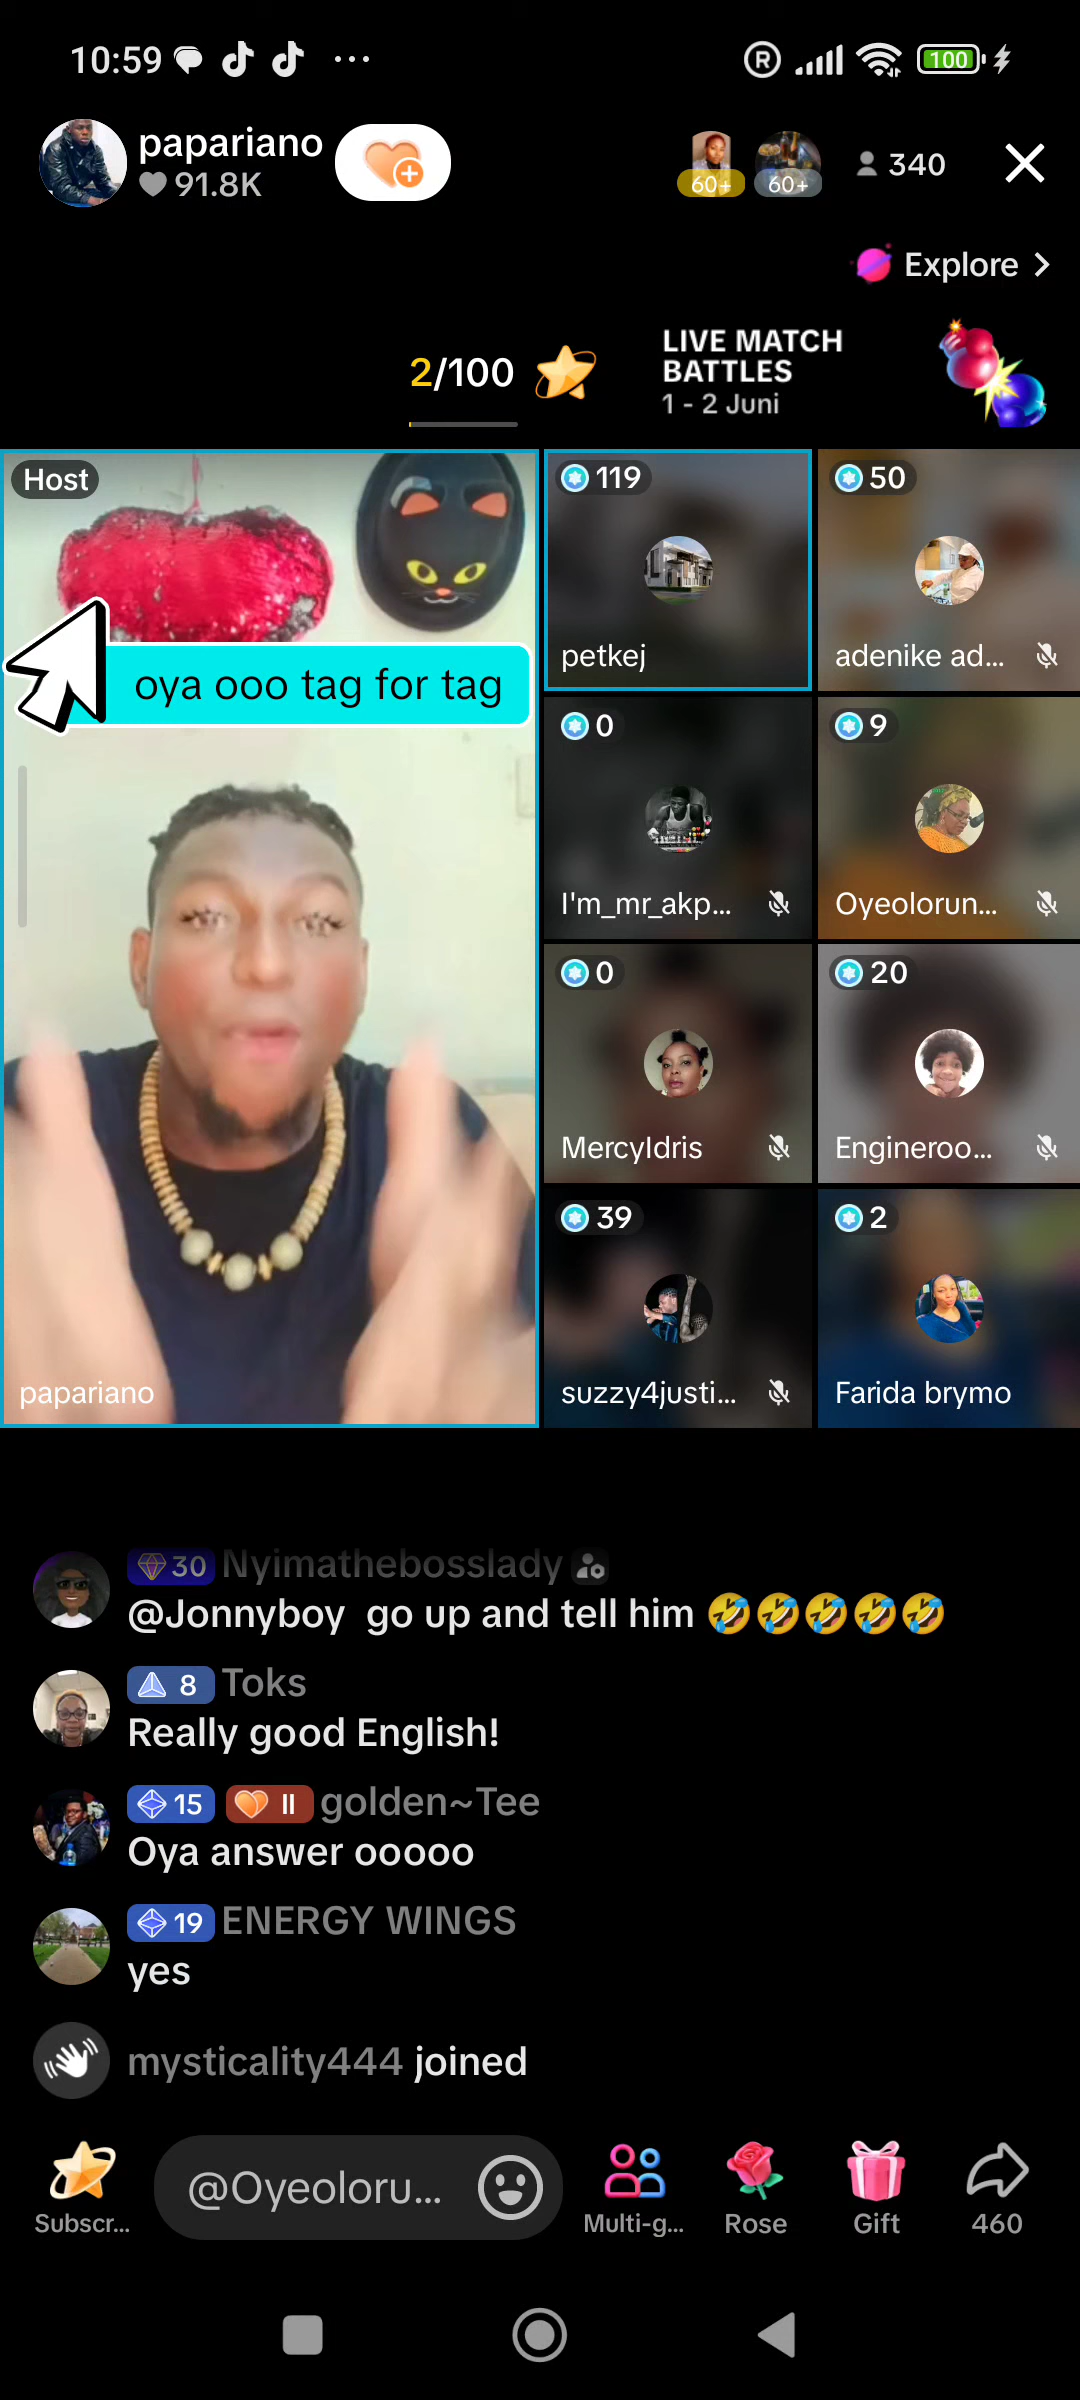 10:59
100
papariano
91.8K
60+
60+
340
Explore
2/100
LIVE MATCH
BATTLES
1 - 2 Juni
Host
oya ooo tag for tag
papariano
119
petkej
50
adenike ad...
0
I'm_mr_akp...
9
Oyeolorun...
0
MercyIdris
20
Engineroo...
39
suzzy4justi...
2
Farida brymo
30 Nyimathebosslady
@Jonnyboy go up and tell him 🤣🤣🤣🤣🤣
8 Toks
Really good English!
15 II golden~Tee
Oya answer ooooo
19 ENERGY WINGS
yes
mysticality444 joined
@Oyeoloru...
Subscr...
Multi-g...
Rose
Gift
460